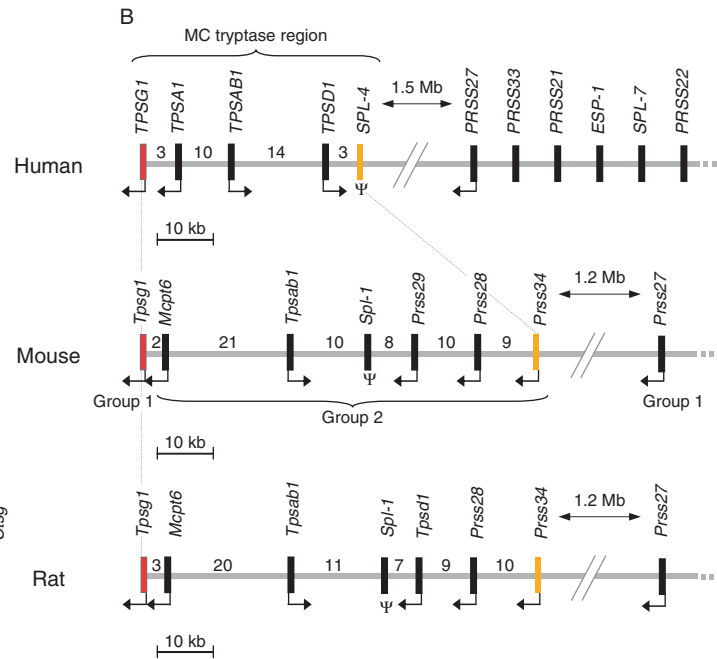 B
MC tryptase region
TPSG1 TPSA1 TPSAB1 TPSD1 SPL-4 1.5 Mb PRSS27 PRSS33 PRSS21 ESP-1 SPL-7 PRSS22
Human 3 10 14 3
Ψ
10 kb
Tpsg1 Mcpt6 Tpsab1 Spl-1 Prss29 Prss28 Prss34 1.2 Mb Prss27
Mouse 2 21 10 8 10 9
Ψ
Group 1 Group 2 Group 1
10 kb
Tpsg1 Mcpt6 Tpsab1 Spl-1 Tpsd1 Prss28 Prss34 1.2 Mb Prss27
Rat 3 20 11 7 9 10
Ψ
10 kb